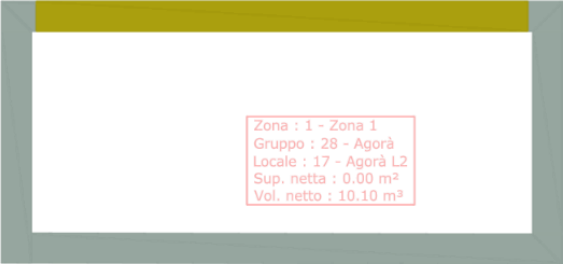 Zona : 1 - Zona 1
Gruppo : 28 - Agorà
Locale : 17 - Agorà L2
Sup. netta : 0.00 m²
Vol. netto : 10.10 m³